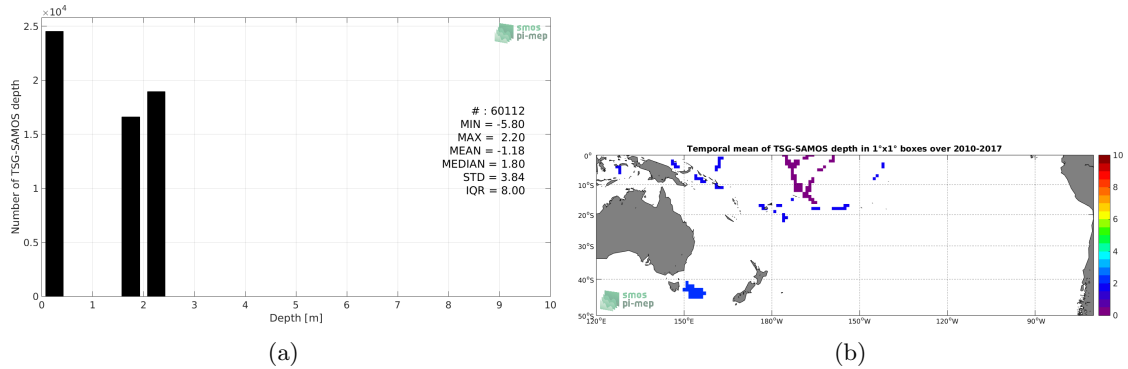 ×10⁴
2.5
2
1.5
1
0.5
0
0 1 2 3 4 5 6 7 8 9 10
Number of TSG-SAMOS depth
Depth [m]
smos
pi-mep
# : 60112
MIN = -5.80
MAX = 2.20
MEAN = -1.18
MEDIAN = 1.80
STD = 3.84
IQR = 8.00
(a)
Temporal mean of TSG-SAMOS depth in 1°x1° boxes over 2010-2017
0°
10°S
20°S
30°S
40°S
50°S
120°E 150°E 180°W 150°W 120°W 90°W
smos
pi-mep
10
8
6
4
2
0
(b)